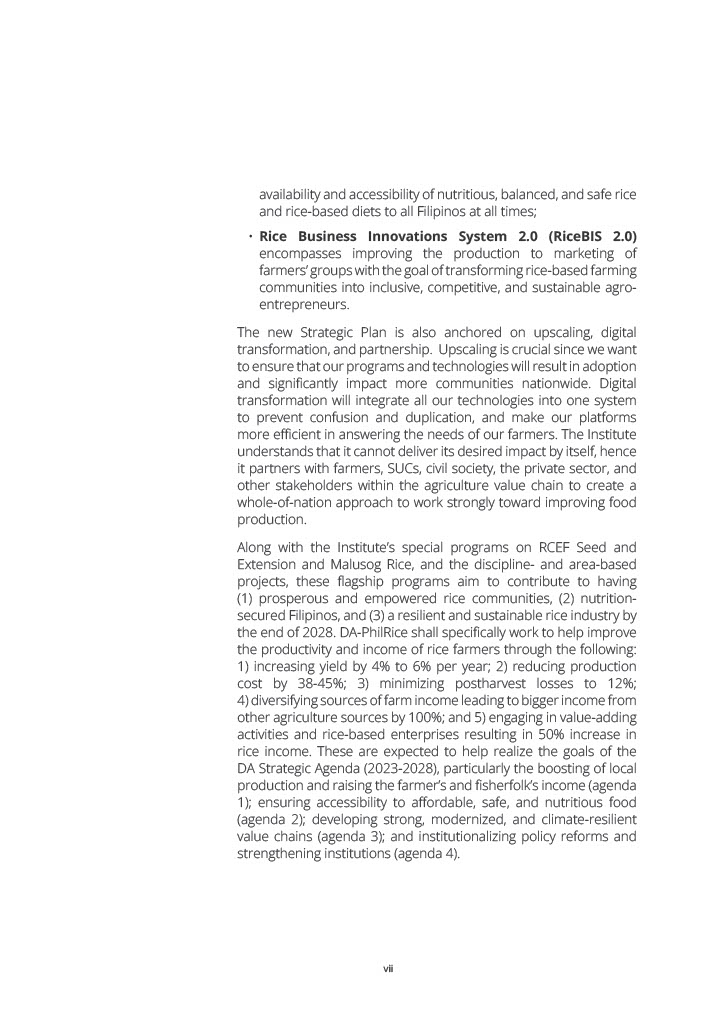 availability and accessibility of nutritious, balanced, and safe rice
and rice-based diets to all Filipinos at all times;
· Rice Business Innovations System 2.0 (RiceBIS 2.0)
encompasses improving the production to marketing of
farmers' groups with the goal of transforming rice-based farming
communities into inclusive, competitive, and sustainable agro-
entrepreneurs.
The new Strategic Plan is also anchored on upscaling, digital
transformation, and partnership. Upscaling is crucial since we want
to ensure that our programs and technologies will result in adoption
and significantly impact more communities nationwide. Digital
transformation will integrate all our technologies into one system
to prevent confusion and duplication, and make our platforms
more efficient in answering the needs of our farmers. The Institute
understands that it cannot deliver its desired impact by itself, hence
it partners with farmers, SUCs, civil society, the private sector, and
other stakeholders within the agriculture value chain to create a
whole-of-nation approach to work strongly toward improving food
production.
Along with the Institute's special programs on RCEF Seed and
Extension and Malusog Rice, and the discipline- and area-based
projects, these flagship programs aim to contribute to having
(1) prosperous and empowered rice communities, (2) nutrition-
secured Filipinos, and (3) a resilient and sustainable rice industry by
the end of 2028. DA-PhilRice shall specifically work to help improve
the productivity and income of rice farmers through the following:
1) increasing yield by 4% to 6% per year; 2) reducing production
cost by 38-45%; 3) minimizing postharvest losses to 12%;
4) diversifying sources of farm income leading to bigger income from
other agriculture sources by 100%; and 5) engaging in value-adding
activities and rice-based enterprises resulting in 50% increase in
rice income. These are expected to help realize the goals of the
DA Strategic Agenda (2023-2028), particularly the boosting of local
production and raising the farmer's and fisherfolk's income (agenda
1); ensuring accessibility to affordable, safe, and nutritious food
(agenda 2); developing strong, modernized, and climate-resilient
value chains (agenda 3); and institutionalizing policy reforms and
strengthening institutions (agenda 4).
vii